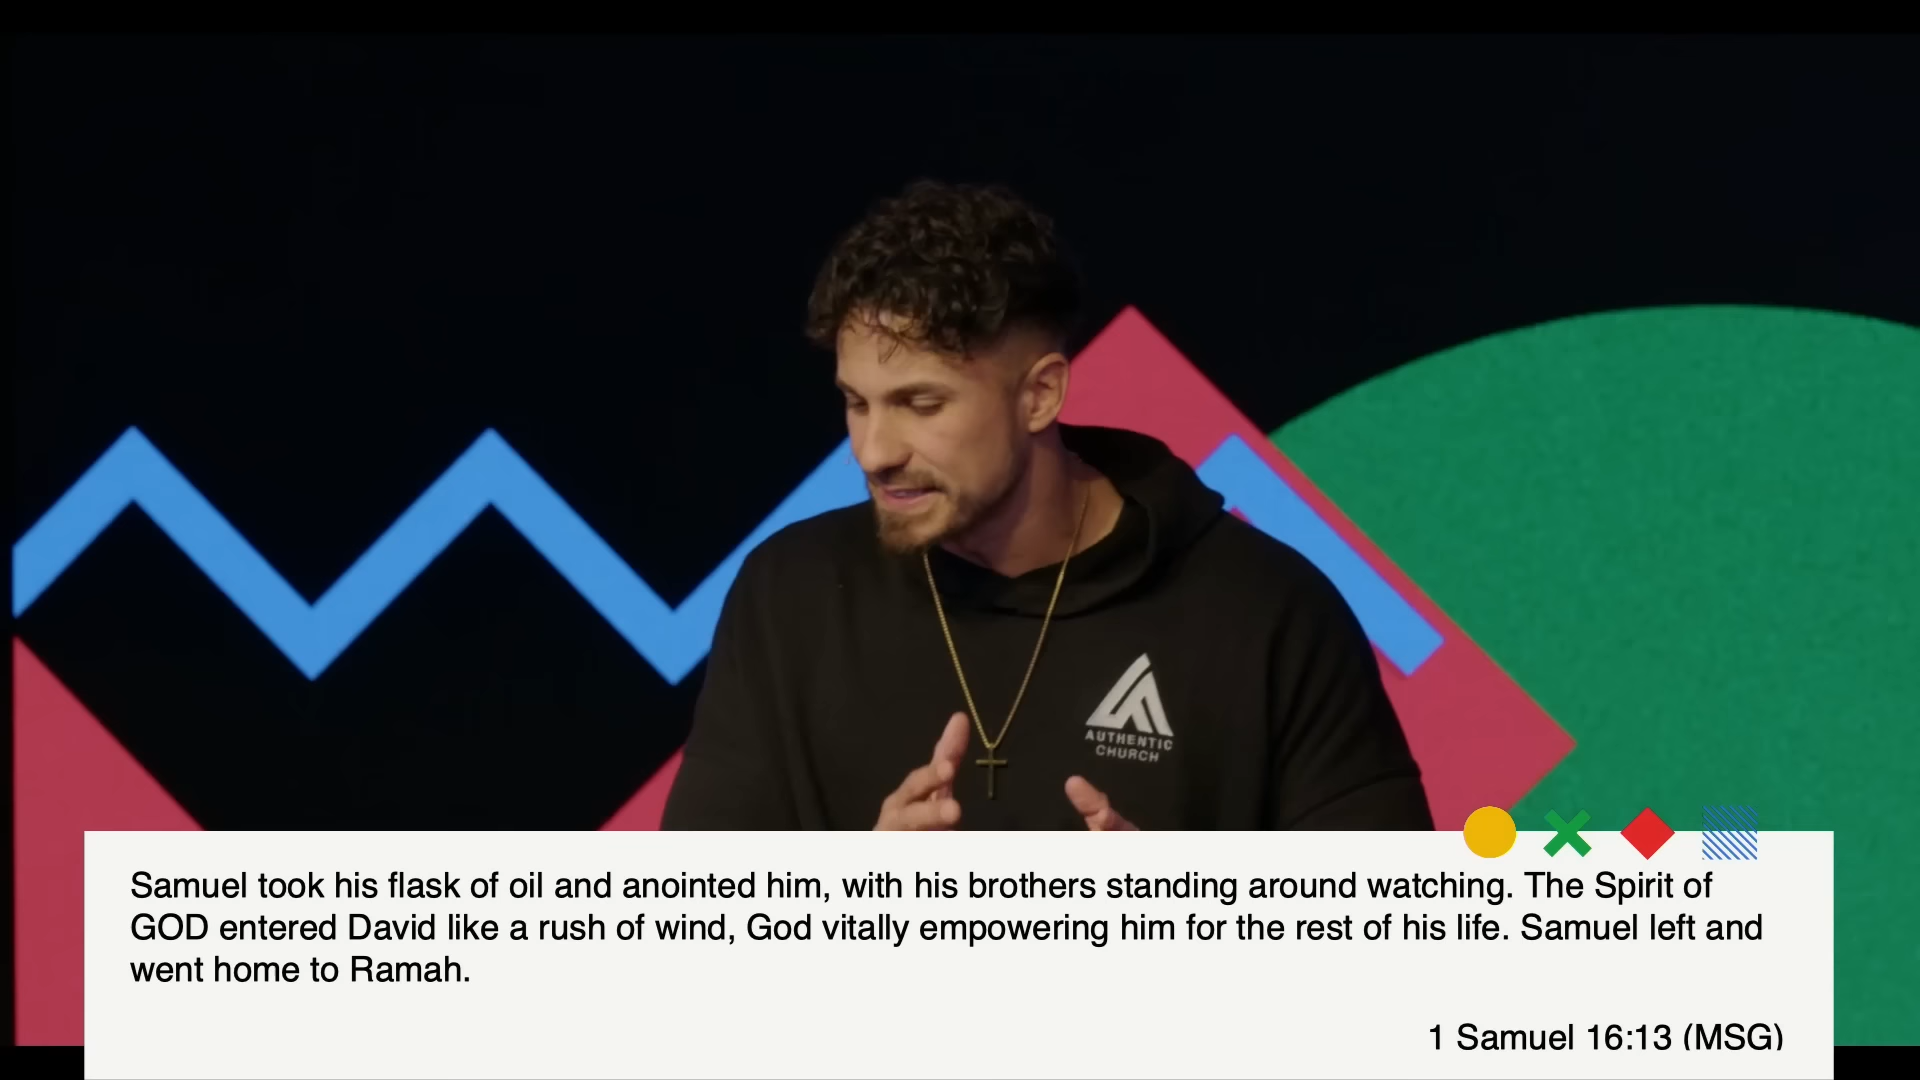 AUTHENTIC
CHURCH
Samuel took his flask of oil and anointed him, with his brothers standing around watching. The Spirit of
GOD entered David like a rush of wind, God vitally empowering him for the rest of his life. Samuel left and
went home to Ramah.
1 Samuel 16:13 (MSG)